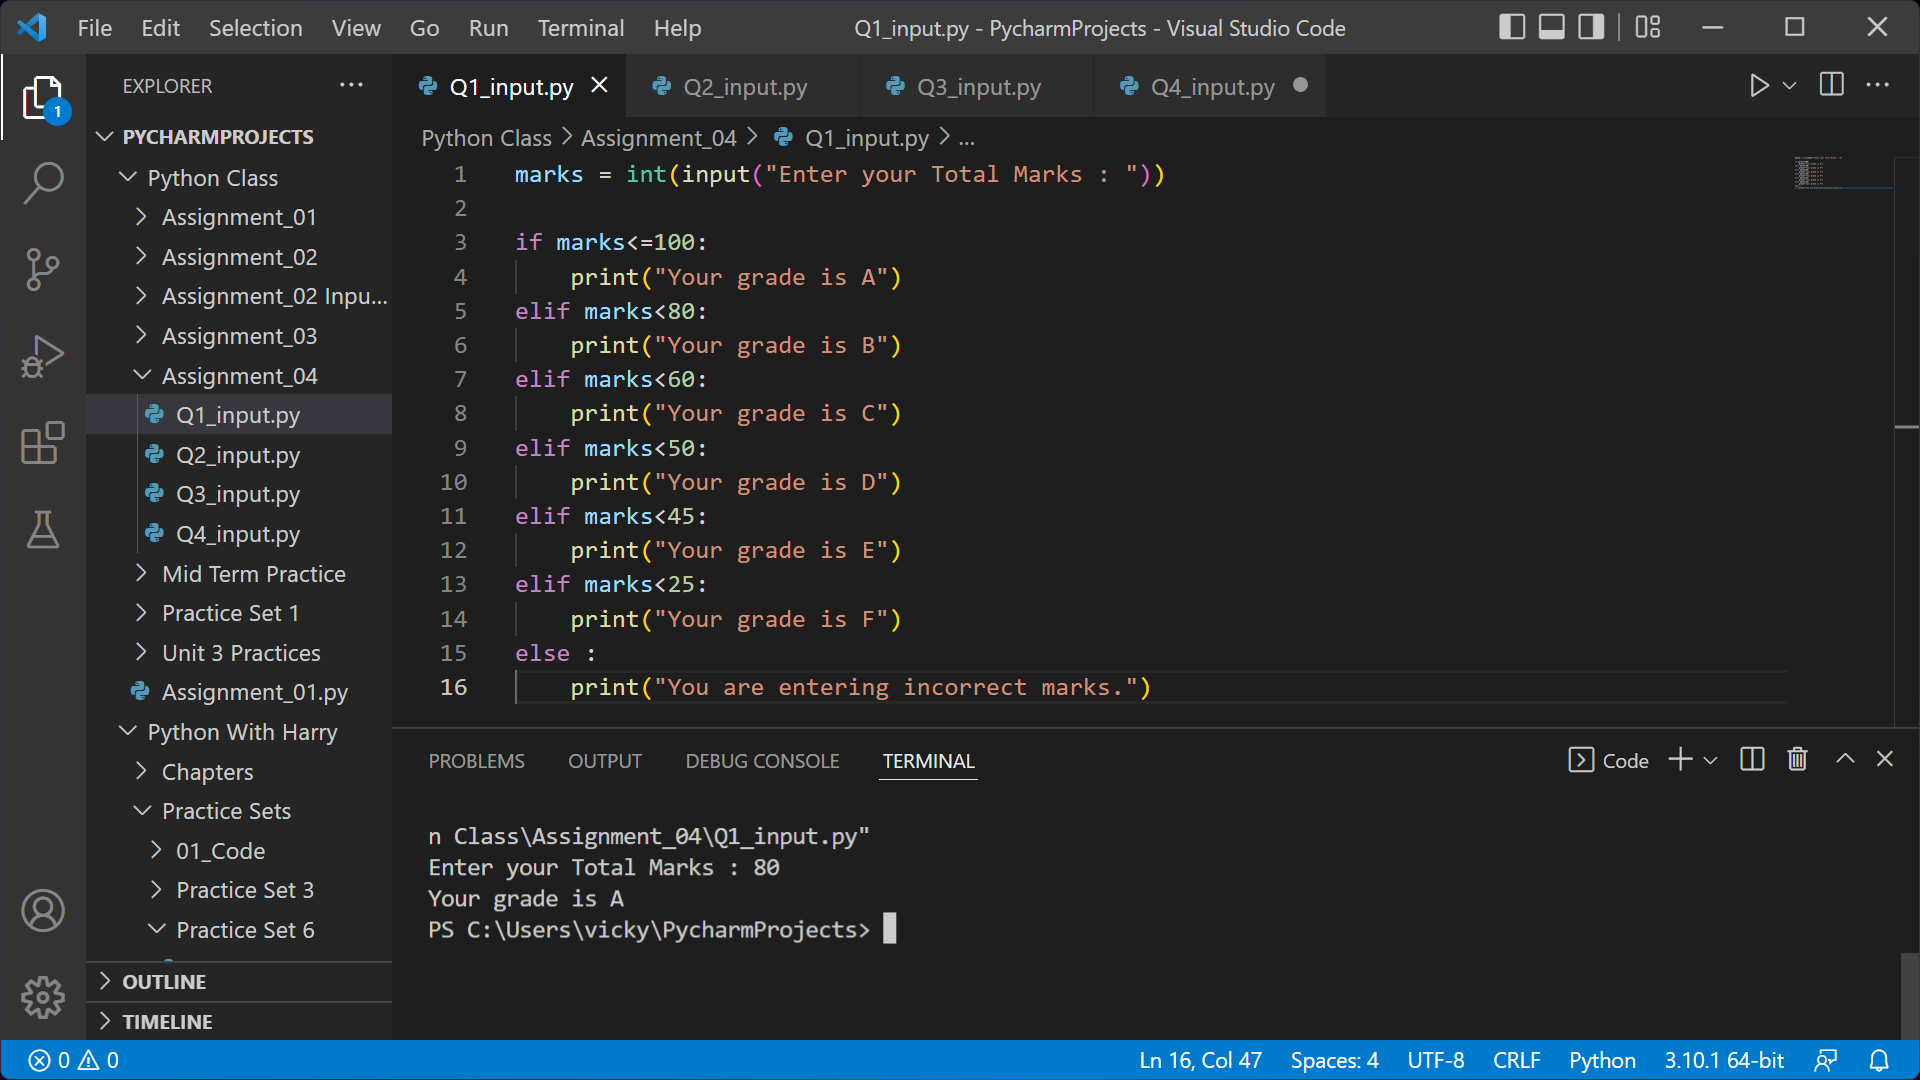 File Edit Selection View Go Run Terminal Help Q1_input.py - PycharmProjects - Visual Studio Code
EXPLORER Q1_input.py Q2_input.py Q3_input.py Q4_input.py
1
PYCHARMPROJECTS
Python Class
Assignment_01
Assignment_02
Assignment_02 Inpu...
Assignment_03
Assignment_04
Q1_input.py
Q2_input.py
Q3_input.py
Q4_input.py
Mid Term Practice
Practice Set 1
Unit 3 Practices
Assignment_01.py
Python With Harry
Chapters
Practice Sets
01_Code
Practice Set 3
Practice Set 6
OUTLINE
TIMELINE
Python Class > Assignment_04 > Q1_input.py > ...
1 marks = int(input("Enter your Total Marks : "))
2
3 if marks<=100:
4     print("Your grade is A")
5 elif marks<80:
6     print("Your grade is B")
7 elif marks<60:
8     print("Your grade is C")
9 elif marks<50:
10     print("Your grade is D")
11 elif marks<45:
12     print("Your grade is E")
13 elif marks<25:
14     print("Your grade is F")
15 else :
16     print("You are entering incorrect marks.")
PROBLEMS OUTPUT DEBUG CONSOLE TERMINAL Code
n Class\Assignment_04\Q1_input.py"
Enter your Total Marks : 80
Your grade is A
PS C:\Users\vicky\PycharmProjects>
0 0 Ln 16, Col 47 Spaces: 4 UTF-8 CRLF Python 3.10.1 64-bit